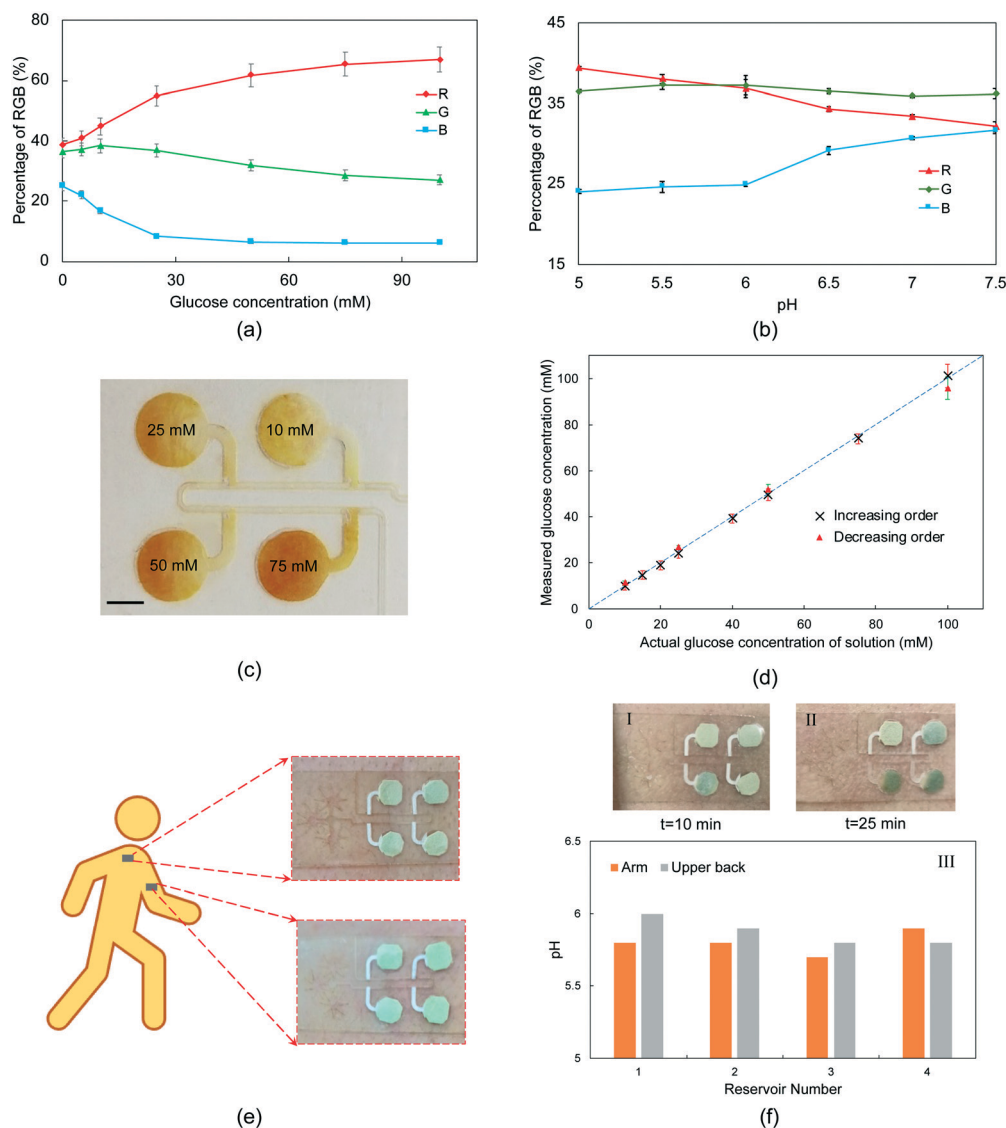 80
60
40
20
0
Percentage of RGB (%)
R
G
B
0
30
60
90
Glucose concentration (mM)
(a)
45
35
25
15
Perccentage of RGB (%)
R
G
B
5
5.5
6
6.5
7
7.5
pH
(b)
25 mM
10 mM
50 mM
75 mM
(c)
100
80
60
40
20
0
Measured glucose concentration (mM)
Increasing order
Decreasing order
0
20
40
60
80
100
Actual glucose concentration of solution (mM)
(d)
(e)
I
II
t=10 min
t=25 min
6.5
6
5.5
5
pH
Arm
Upper back
III
1
2
3
4
Reservoir Number
(f)